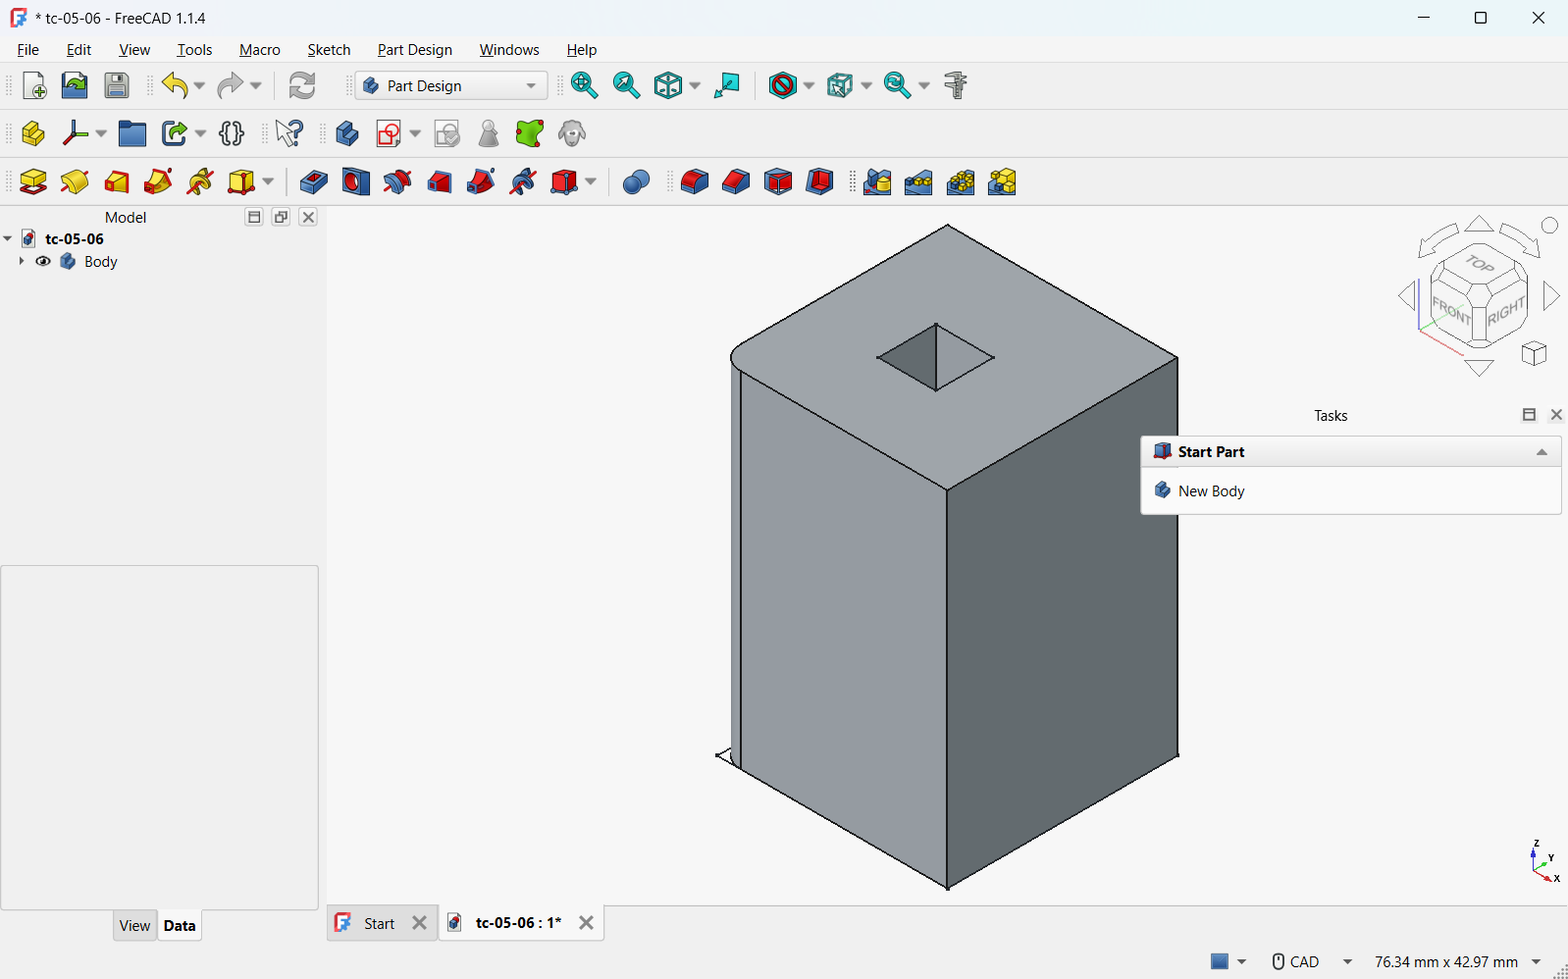 * tc-05-06 - FreeCAD 1.1.4
File Edit View Tools Macro Sketch Part Design Windows Help
Part Design
Model
tc-05-06
Body
TOP
FRONT
RIGHT
Tasks
Start Part
New Body
Z
Y
X
View Data
Start
tc-05-06 : 1*
CAD
76.34 mm x 42.97 mm